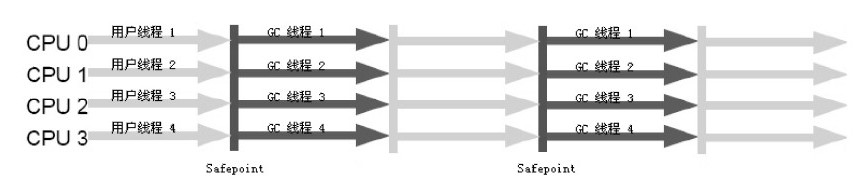 CPU 0 用户线程 1 GC 线程 1 GC 线程 1
CPU 1 用户线程 2 GC 线程 2 GC 线程 2
CPU 2 用户线程 3 GC 线程 3 GC 线程 3
CPU 3 用户线程 4 GC 线程 4 GC 线程 4
Safepoint Safepoint